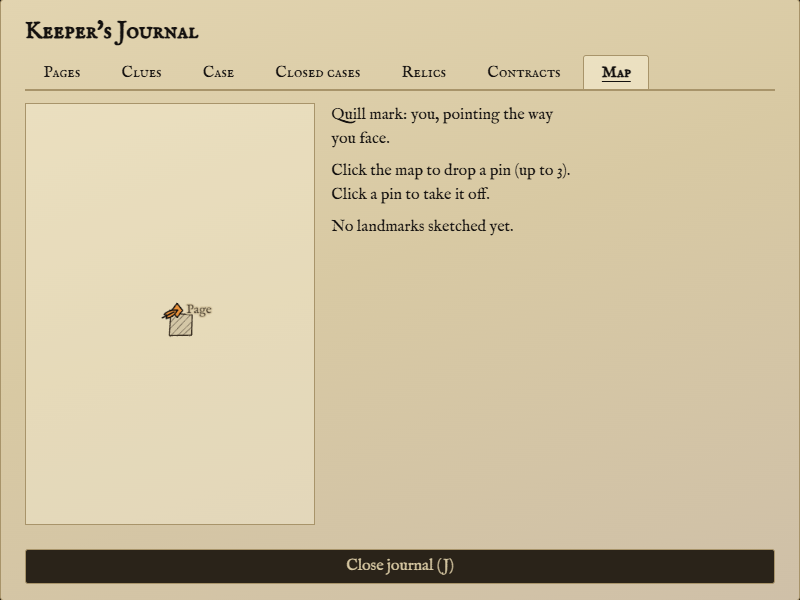 Keeper's Journal
Pages Clues Case Closed cases Relics Contracts Map
Quill mark: you, pointing the way
you face.
Click the map to drop a pin (up to 3).
Click a pin to take it off.
No landmarks sketched yet.
Page
Close journal (J)